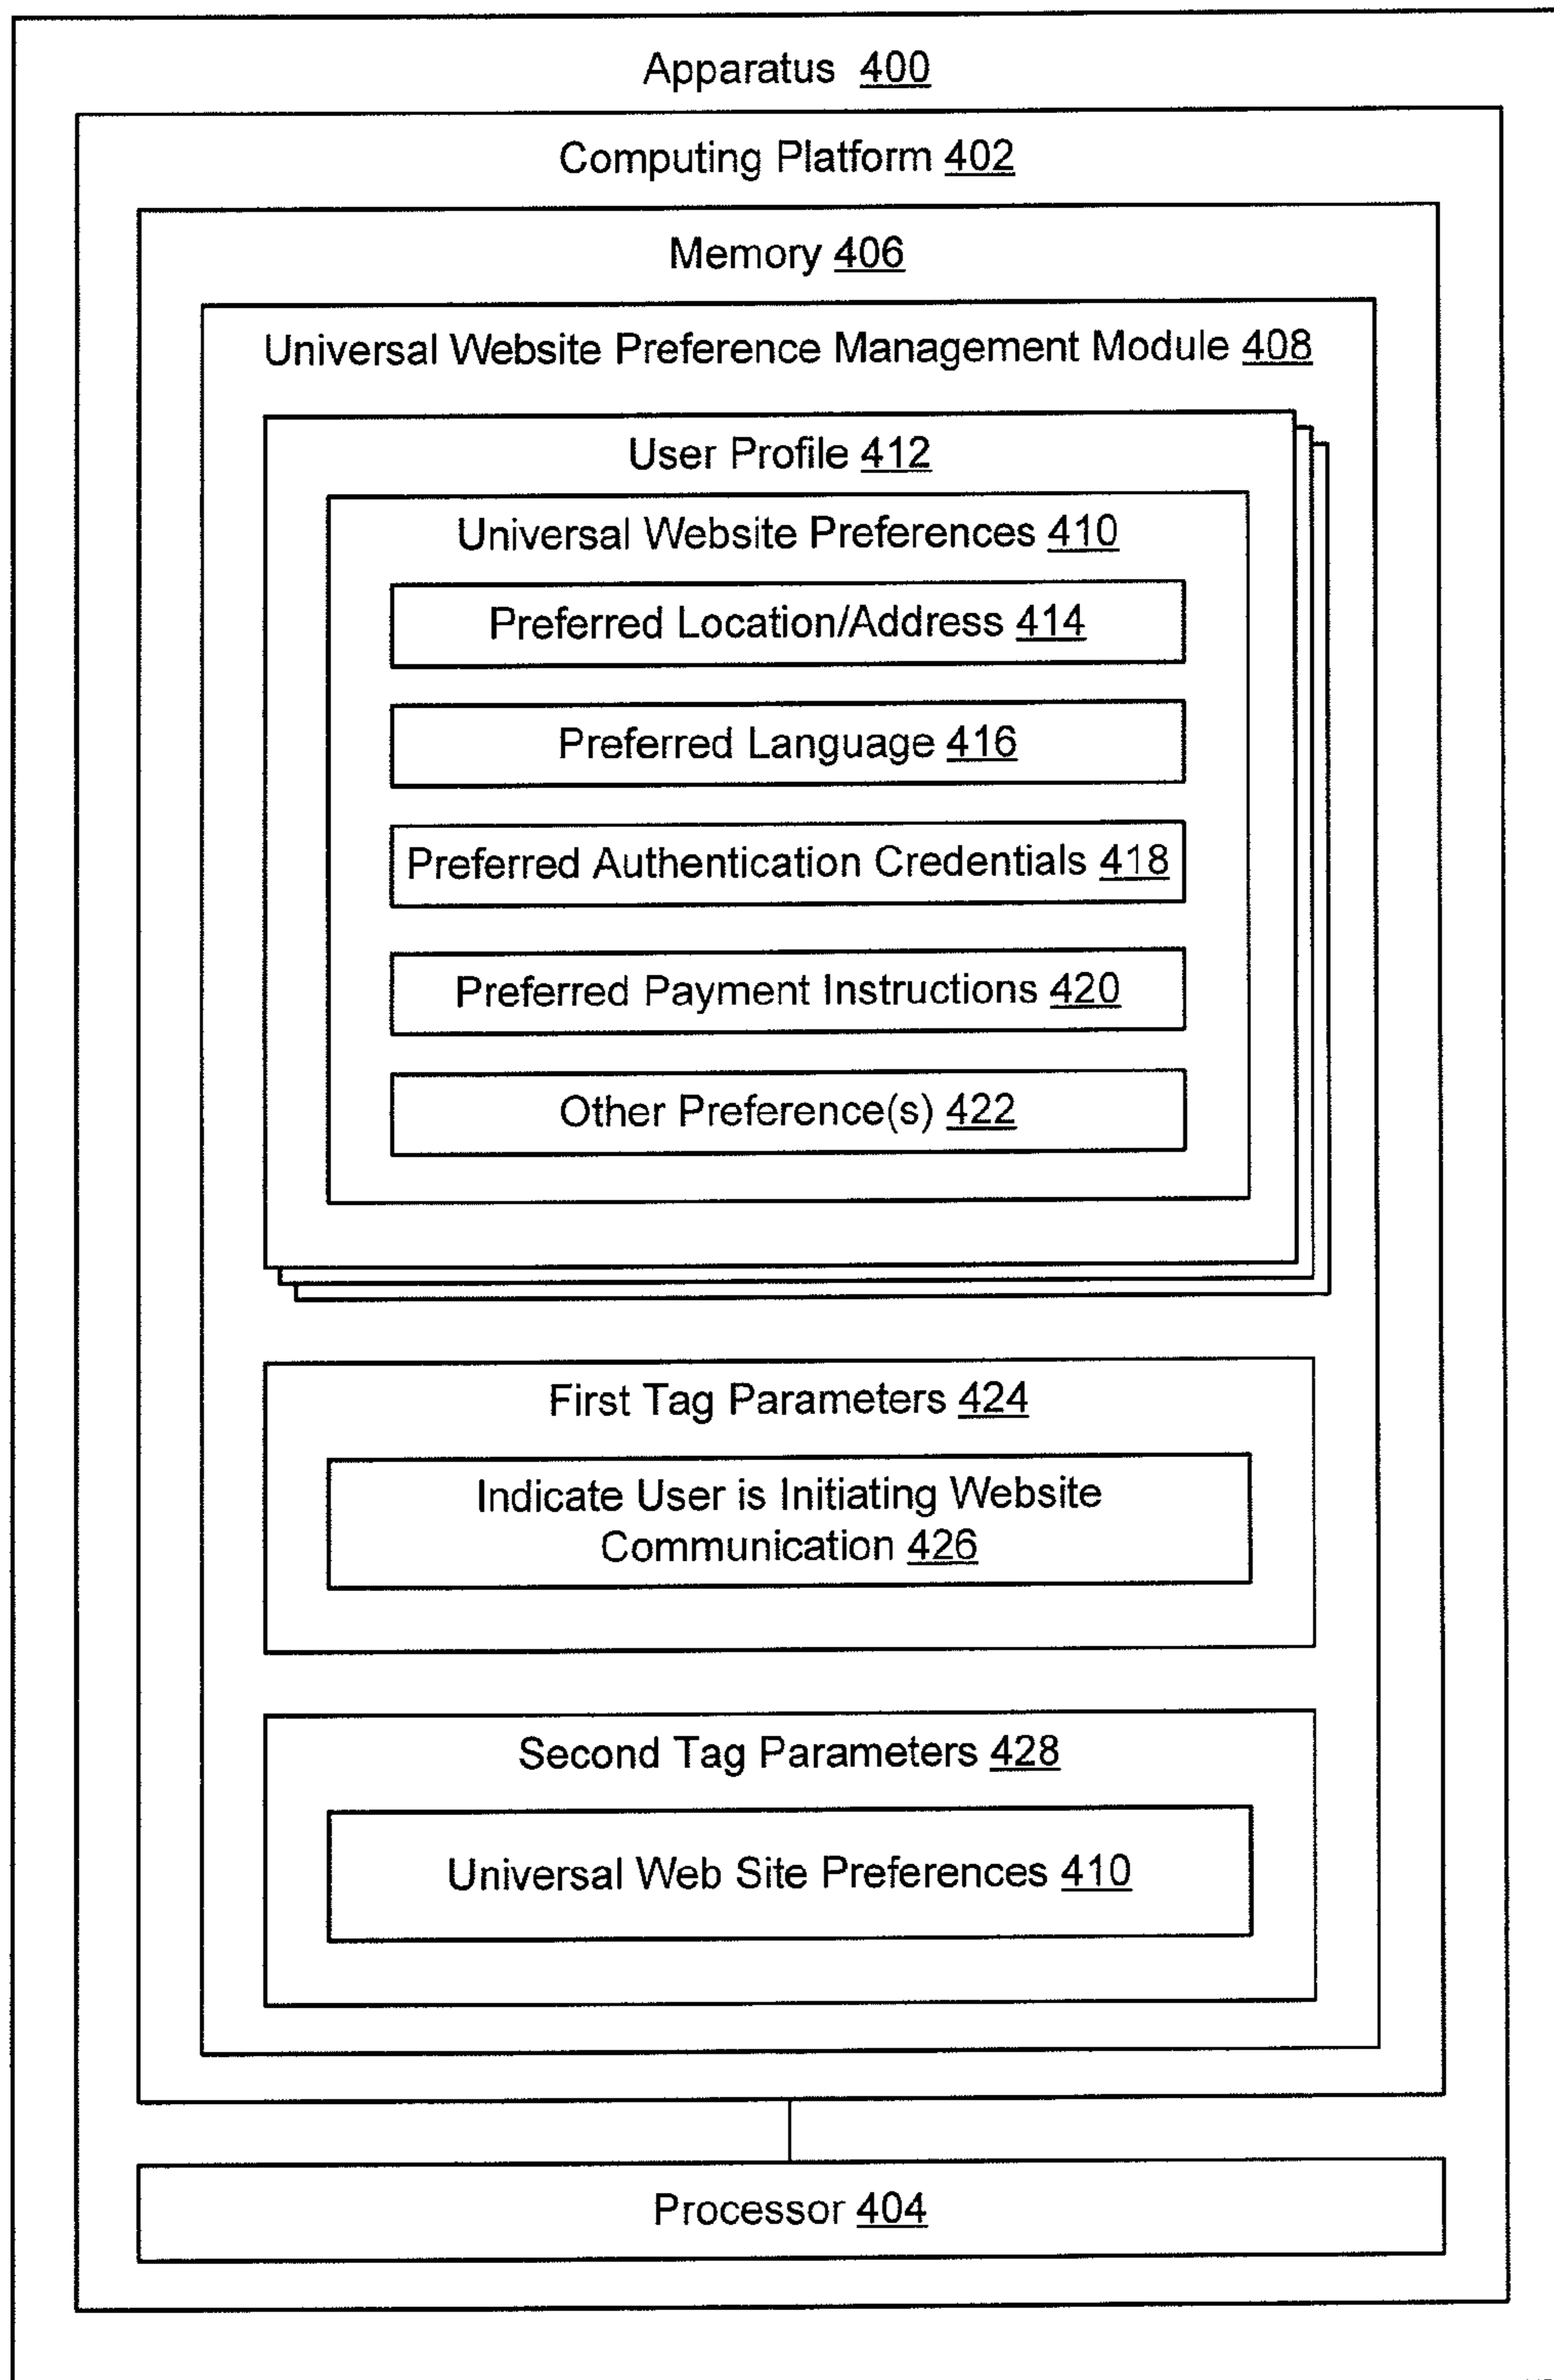 Apparatus 400
Computing Platform 402
Memory 406
Universal Website Preference Management Module 408
User Profile 412
Universal Website Preferences 410
Preferred Location/Address 414
Preferred Language 416
Preferred Authentication Credentials 418
Preferred Payment Instructions 420
Other Preference(s) 422
First Tag Parameters 424
Indicate User is Initiating Website
Communication 426
Second Tag Parameters 428
Universal Web Site Preferences 410
Processor 404